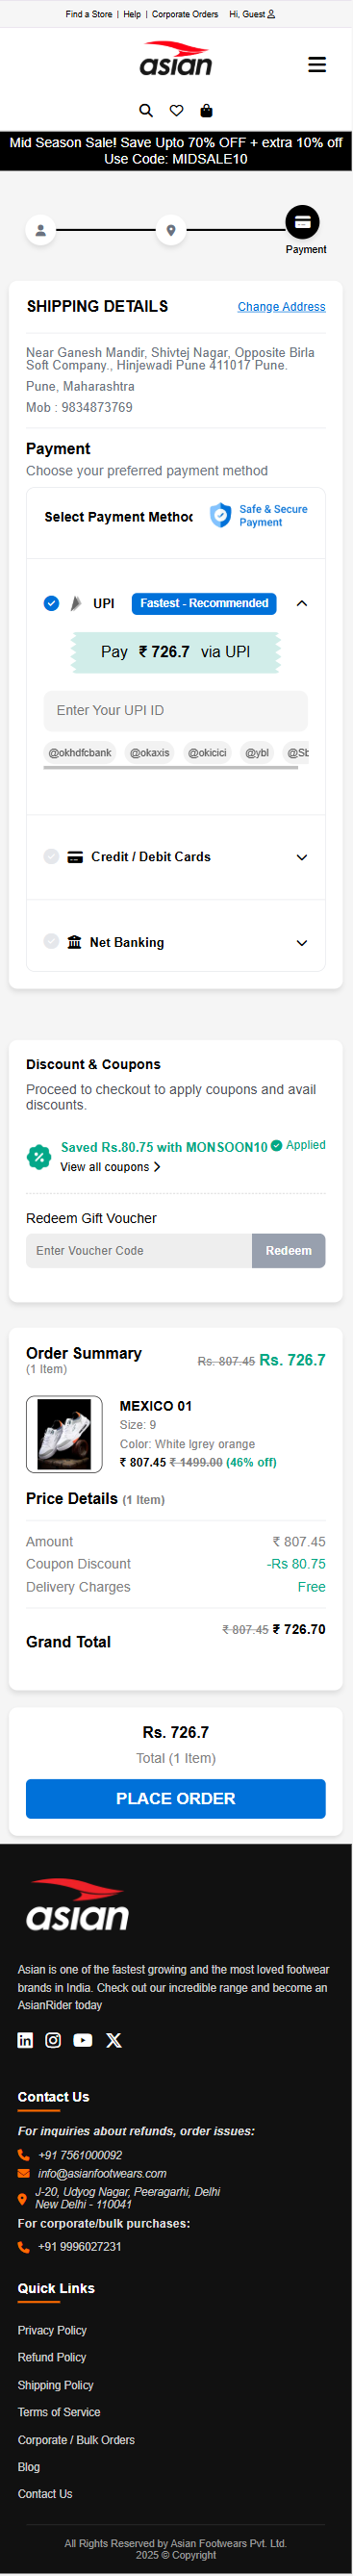 Find a Store | Help | Corporate Orders Hi, Guest
asian
Mid Season Sale! Save Upto 70% OFF + extra 10% off
Use Code: MIDSALE10
Payment
SHIPPING DETAILS Change Address
Near Ganesh Mandir, Shivtej Nagar, Opposite Birla
Soft Company., Hinjewadi Pune 411017 Pune.
Pune, Maharashtra
Mob : 9834873769
Payment
Choose your preferred payment method
Select Payment Method
Safe & Secure
Payment
UPI Fastest - Recommended
Pay ₹ 726.7 via UPI
Enter Your UPI ID
@okhdfcbank @okaxis @okicici @ybl @Sb
Credit / Debit Cards
Net Banking
Discount & Coupons
Proceed to checkout to apply coupons and avail
discounts.
Saved Rs.80.75 with MONSOON10 Applied
View all coupons
Redeem Gift Voucher
Enter Voucher Code Redeem
Order Summary Rs. 807.45 Rs. 726.7
(1 Item)
MEXICO 01
Size: 9
Color: White lgrey orange
₹ 807.45 ₹ 1499.00 (46% off)
Price Details (1 Item)
Amount ₹ 807.45
Coupon Discount -Rs 80.75
Delivery Charges Free
Grand Total ₹ 807.45 ₹ 726.70
Rs. 726.7
Total (1 Item)
PLACE ORDER
asian
Asian is one of the fastest growing and the most loved footwear
brands in India. Check out our incredible range and become an
AsianRider today
Contact Us
For inquiries about refunds, order issues:
+91 7561000092
info@asianfootwears.com
J-20, Udyog Nagar, Peeragarhi, Delhi
New Delhi - 110041
For corporate/bulk purchases:
+91 9996027231
Quick Links
Privacy Policy
Refund Policy
Shipping Policy
Terms of Service
Corporate / Bulk Orders
Blog
Contact Us
All Rights Reserved by Asian Footwears Pvt. Ltd.
2025 © Copyright